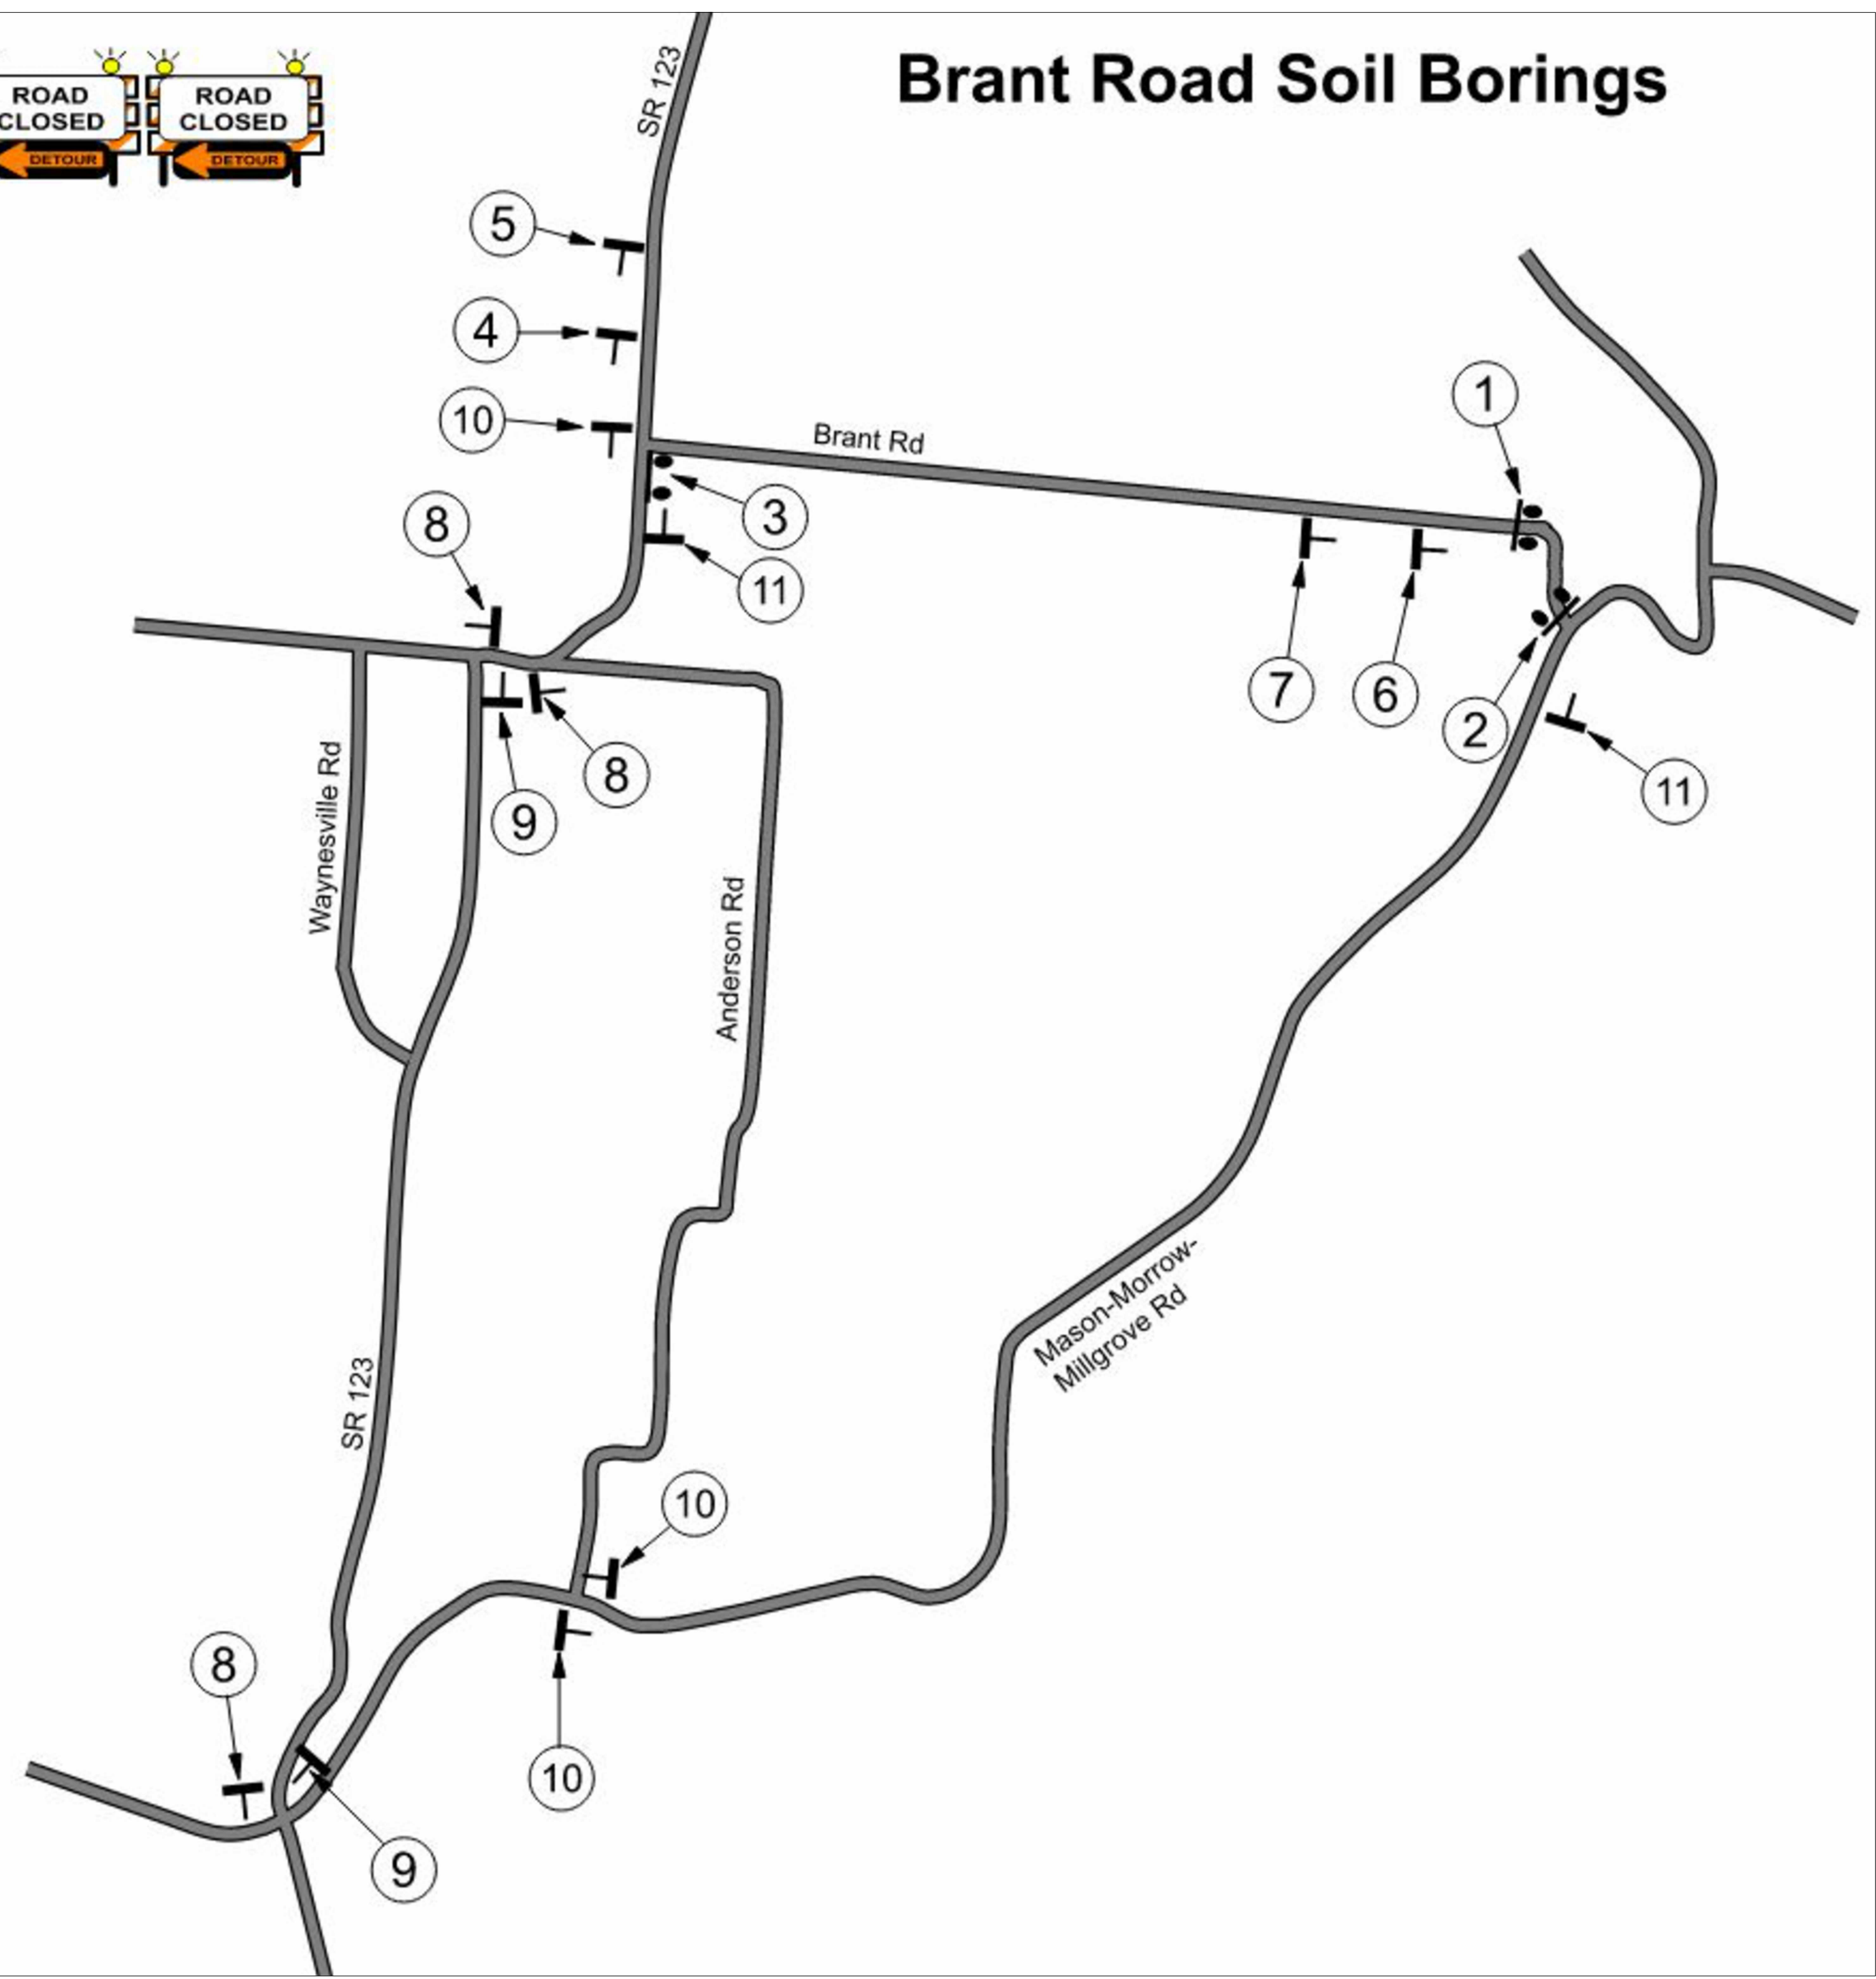 Brant Road Soil Borings
ROAD
CLOSED
DETOUR
ROAD
CLOSED
DETOUR
SR 123
5
4
10
Brant Rd
1
3
8
11
7
6
2
11
8
9
Waynesville Rd
Anderson Rd
Mason-Morrow-
Millgrove Rd
SR 123
10
8
10
9